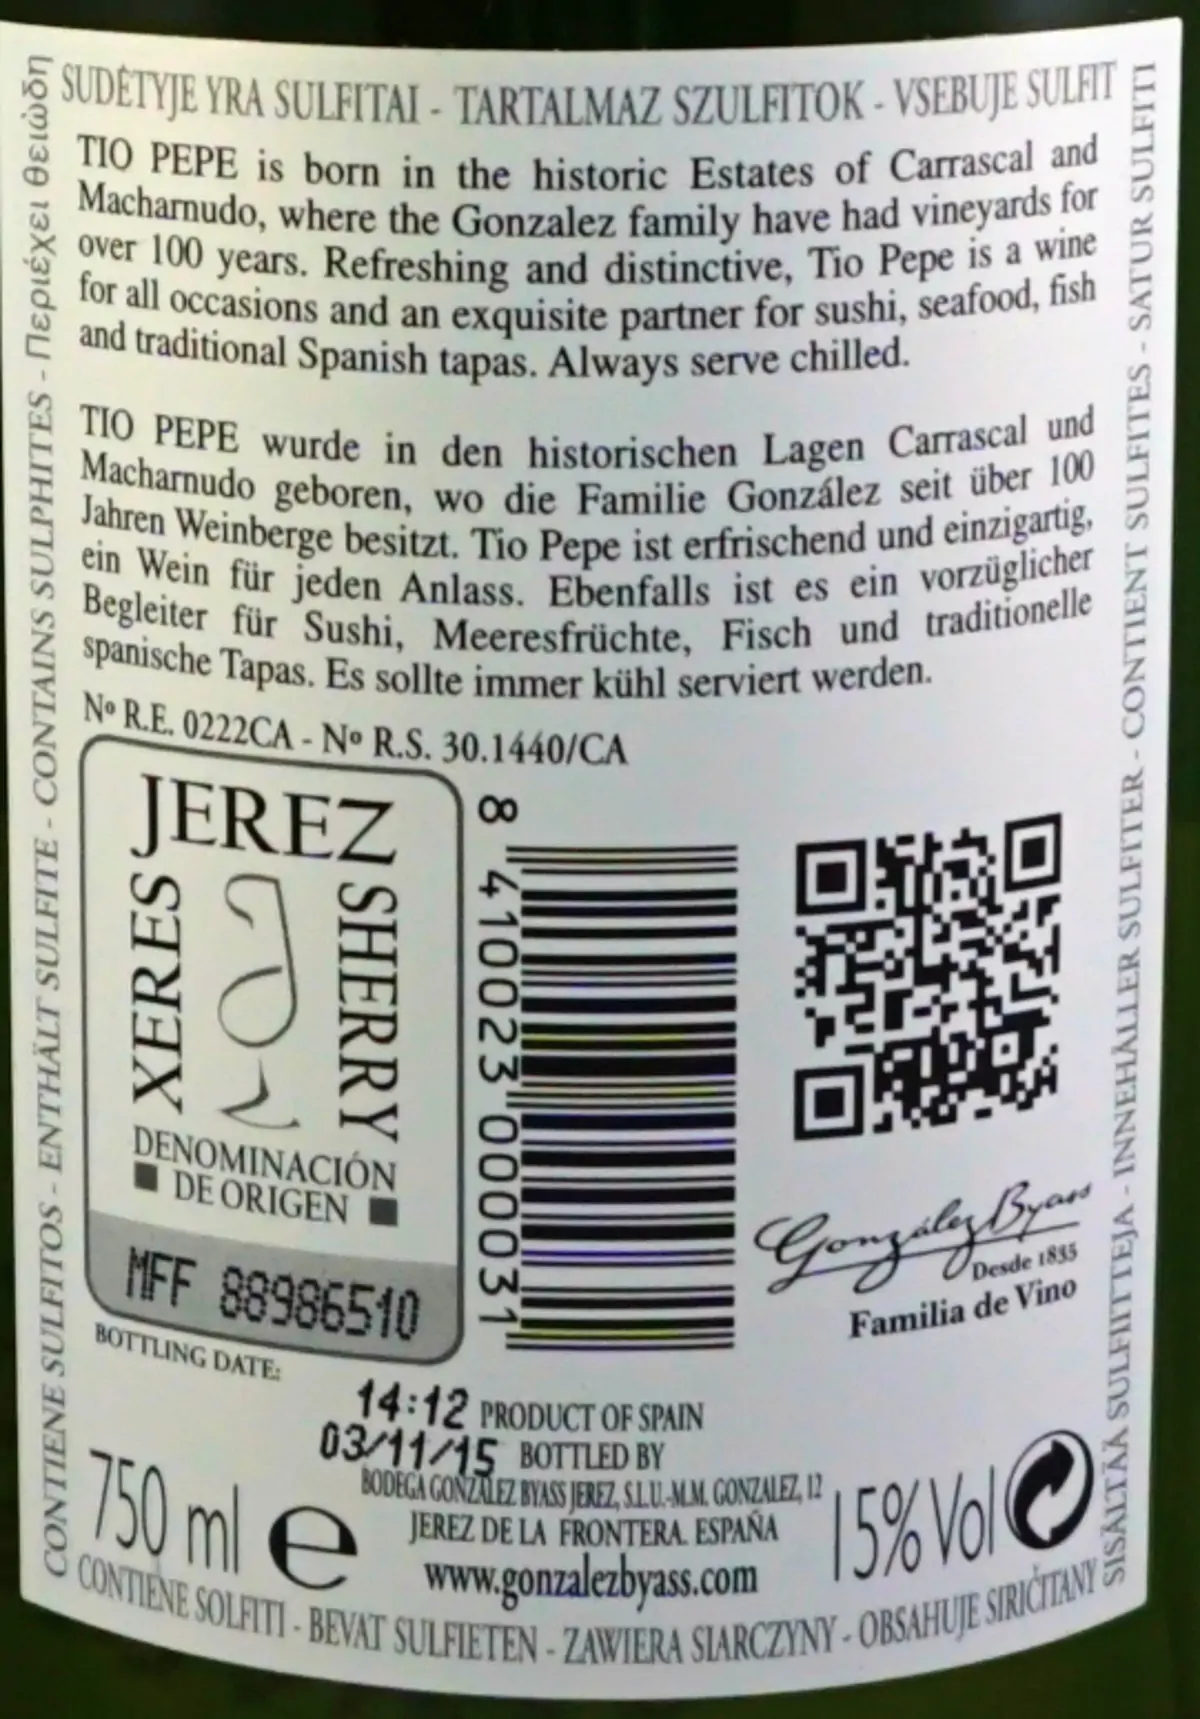 SUDĖTYJE YRA SULFITAI - TARTALMAZ SZULFITOK - VSEBUJE SULFIT
TIO PEPE is born in the historic Estates of Carrascal and
Macharnudo, where the Gonzalez family have had vineyards for
over 100 years. Refreshing and distinctive, Tio Pepe is a wine
for all occasions and an exquisite partner for sushi, seafood, fish
and traditional Spanish tapas. Always serve chilled.
TIO PEPE wurde in den historischen Lagen Carrascal und
Macharnudo geboren, wo die Familie González seit über 100
Jahren Weinberge besitzt. Tio Pepe ist erfrischend und einzigartig,
ein Wein für jeden Anlass. Ebenfalls ist es ein vorzüglicher
Begleiter für Sushi, Meeresfrüchte, Fisch und traditionelle
spanische Tapas. Es sollte immer kühl serviert werden.
Nº R.E. 0222CA - Nº R.S. 30.1440/CA
JEREZ
XERES
SHERRY
DENOMINACIÓN
DE ORIGEN
MFF 88986510
8 410023 000031
González Byass
Desde 1835
Familia de Vino
BOTTLING DATE:
14:12 PRODUCT OF SPAIN
03/11/15 BOTTLED BY
BODEGA GONZÁLEZ BYASS JEREZ, S.L.U.-M.M. GONZALEZ, 12
JEREZ DE LA FRONTERA. ESPAÑA
www.gonzalezbyass.com
750 ml e
15% Vol
CONTIENE SOLFITI - BEVAT SULFIETEN - ZAWIERA SIARCZYNY - OBSAHUJE SIRIČITANY
CONTIENE SULFITOS - ENTHÄLT SULFITE - CONTAINS SULPHITES - Περιέχει θειώδη
SISÄLTÄÄ SULFIITTEJA - INNEHÅLLER SULFITER - CONTIENT SULFITES - SATUR SULFITI